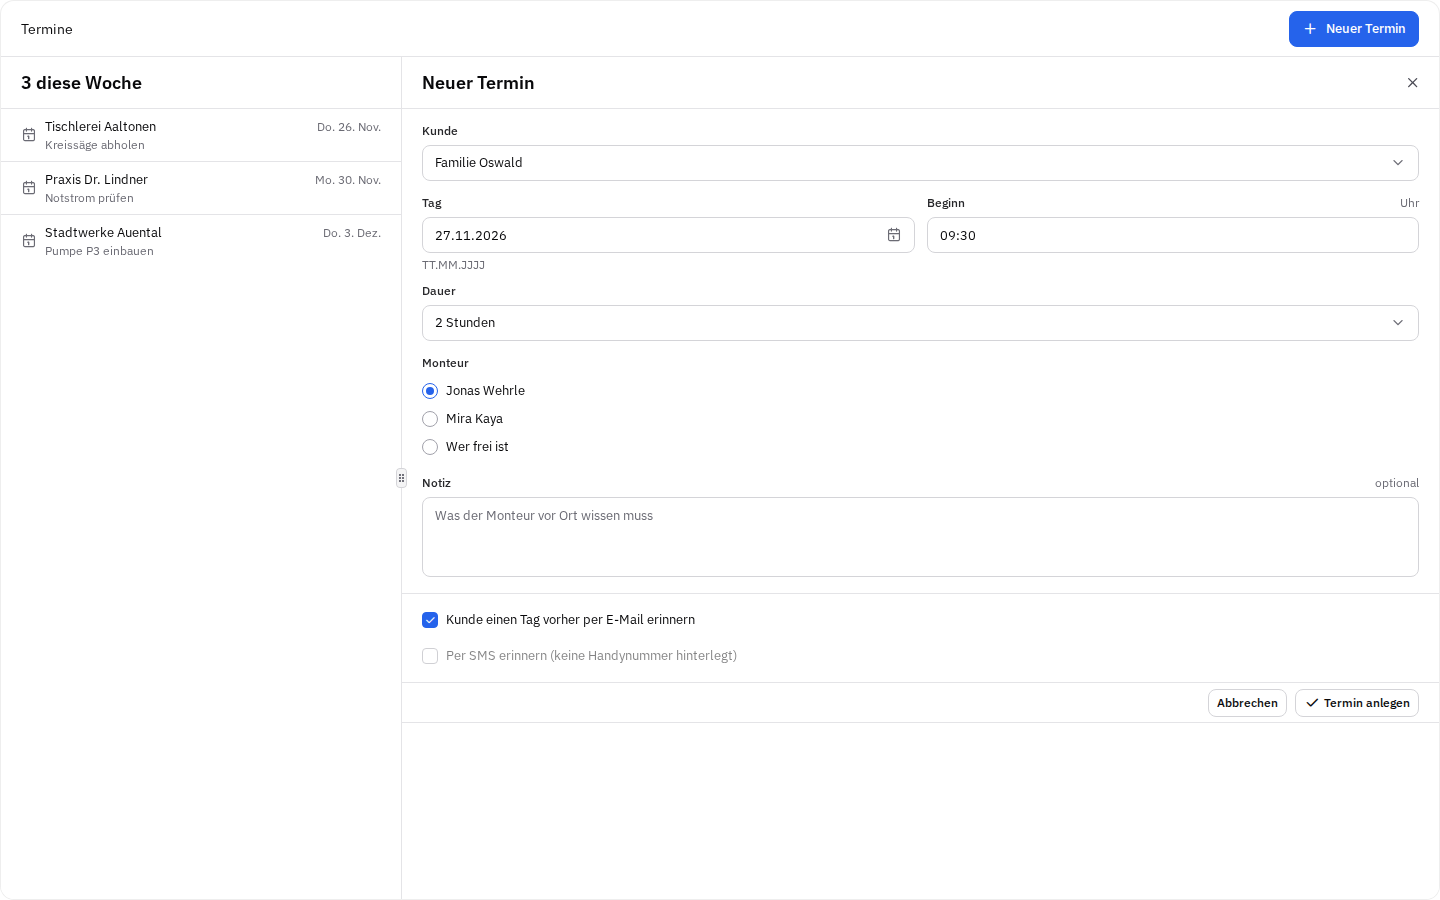 Termine
Neuer Termin
3 diese Woche
Tischlerei Aaltonen
Do. 26. Nov.
Kreissäge abholen
Praxis Dr. Lindner
Mo. 30. Nov.
Notstrom prüfen
Stadtwerke Auental
Do. 3. Dez.
Pumpe P3 einbauen
Neuer Termin
Kunde
Familie Oswald
Tag
27.11.2026
TT.MM.JJJJ
Beginn
Uhr
09:30
Dauer
2 Stunden
Monteur
Jonas Wehrle
Mira Kaya
Wer frei ist
Notiz
optional
Was der Monteur vor Ort wissen muss
Kunde einen Tag vorher per E-Mail erinnern
Per SMS erinnern (keine Handynummer hinterlegt)
Abbrechen
Termin anlegen